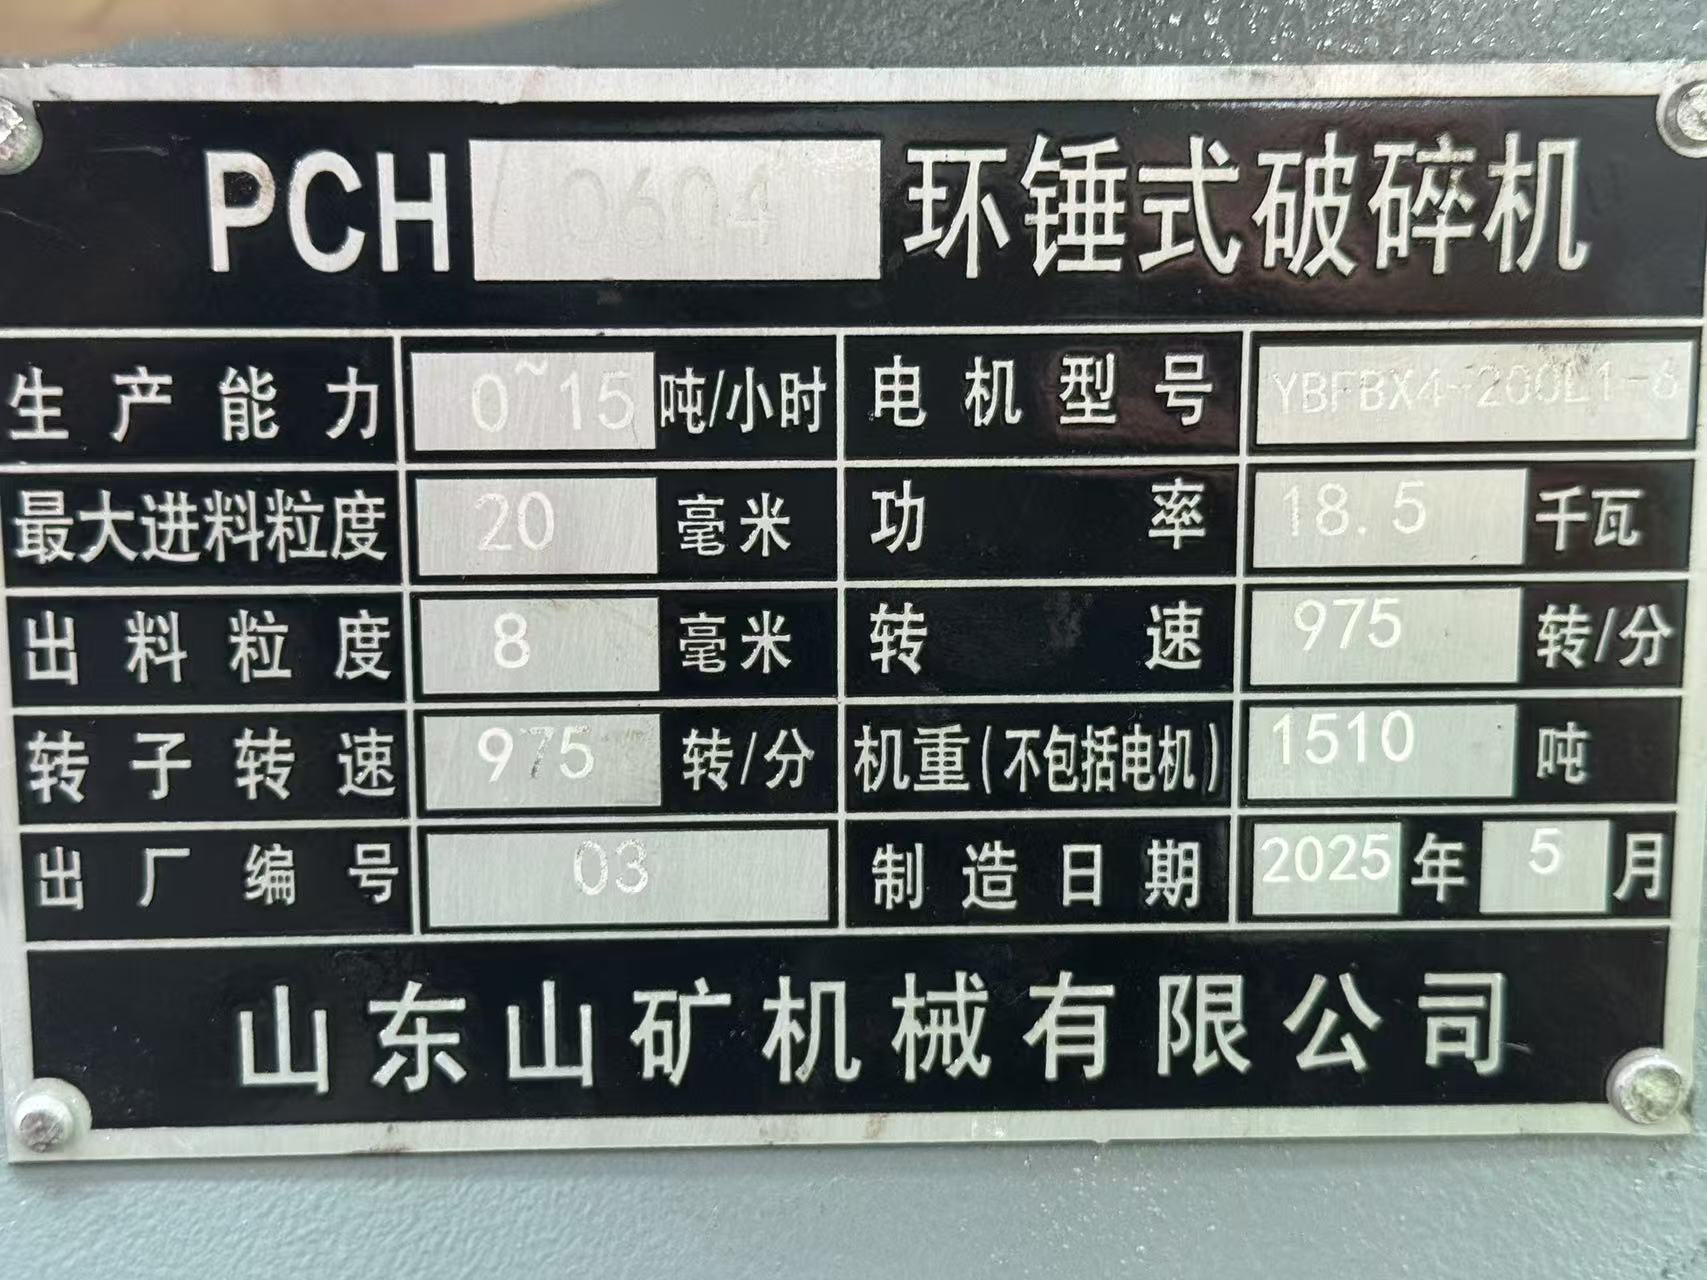 PCH 0604 环锤式破碎机
生产能力 0~15 吨/小时 电机型号 YBFBX4-200L1-6
最大进料粒度 20 毫米 功率 18.5 千瓦
出料粒度 8 毫米 转速 975 转/分
转子转速 975 转/分 机重(不包括电机) 1510 吨
出厂编号 03 制造日期 2025 年 5 月
山东山矿机械有限公司